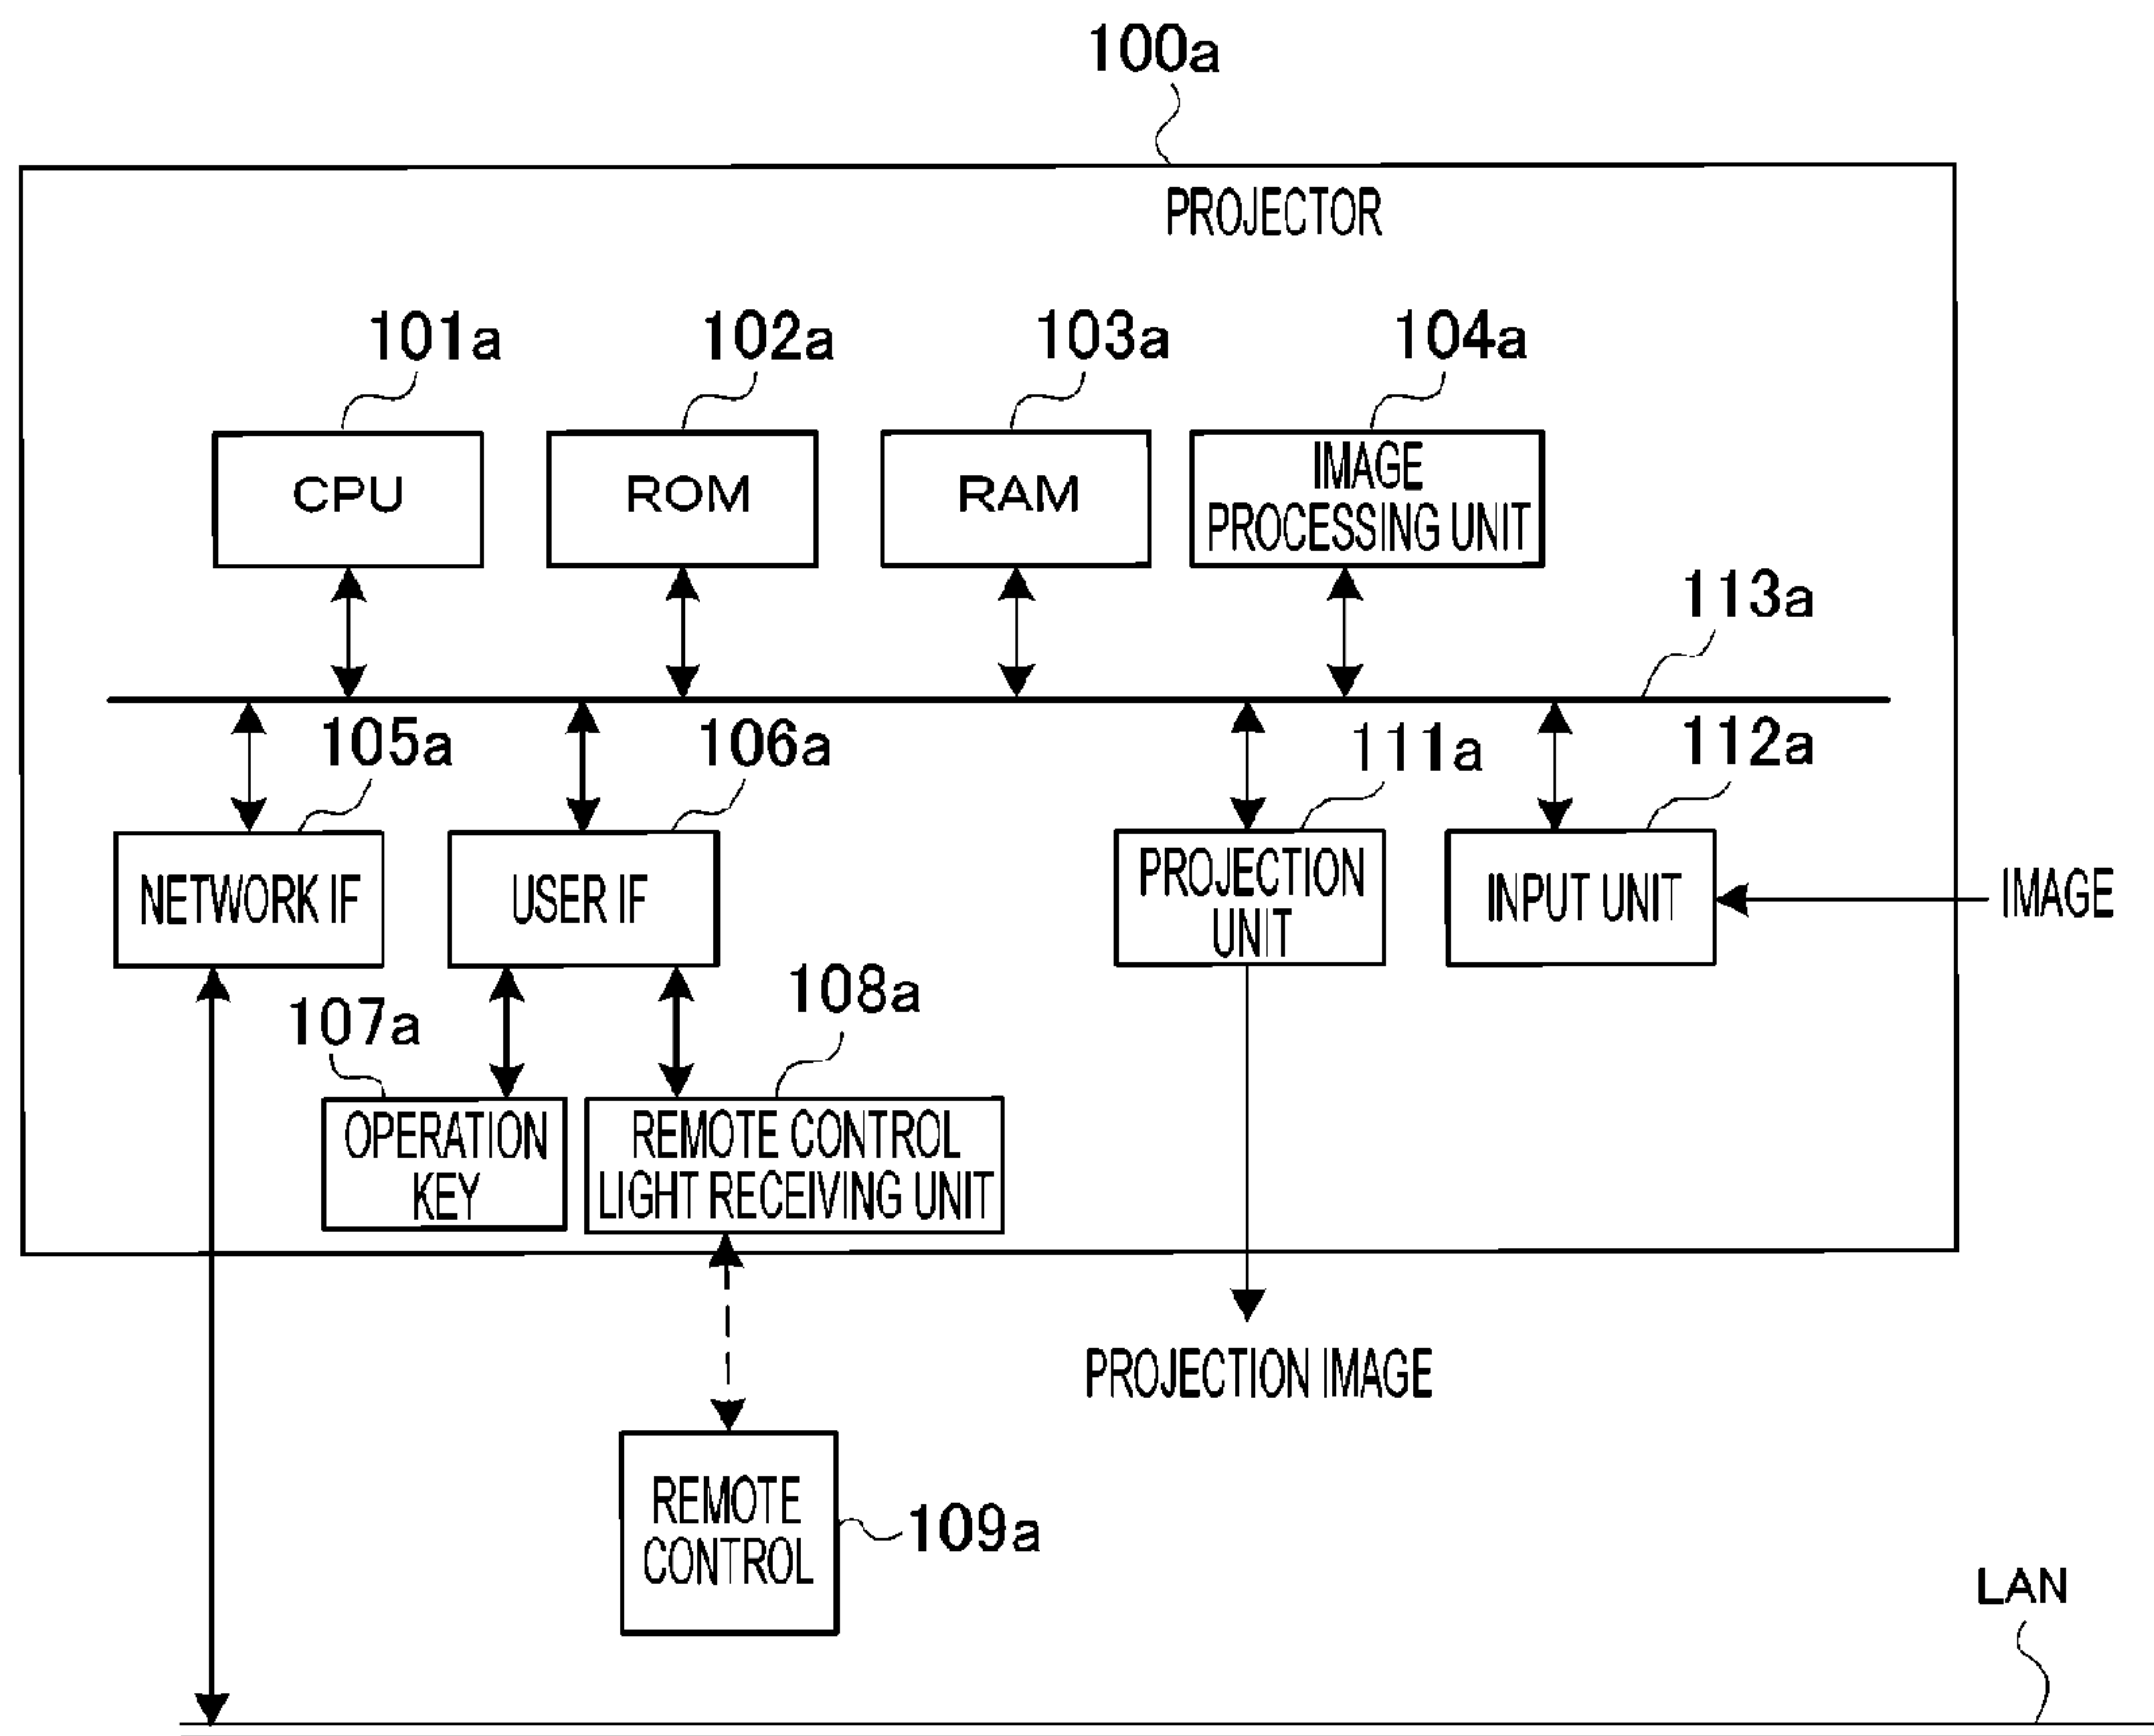 100a
PROJECTOR
101a
102a
103a
104a
CPU
ROM
RAM
IMAGE
PROCESSING UNIT
113a
105a
106a
111a
112a
NETWORK IF
USER IF
PROJECTION
UNIT
INPUT UNIT
IMAGE
107a
108a
OPERATION
KEY
REMOTE CONTROL
LIGHT RECEIVING UNIT
PROJECTION IMAGE
REMOTE
CONTROL
109a
LAN